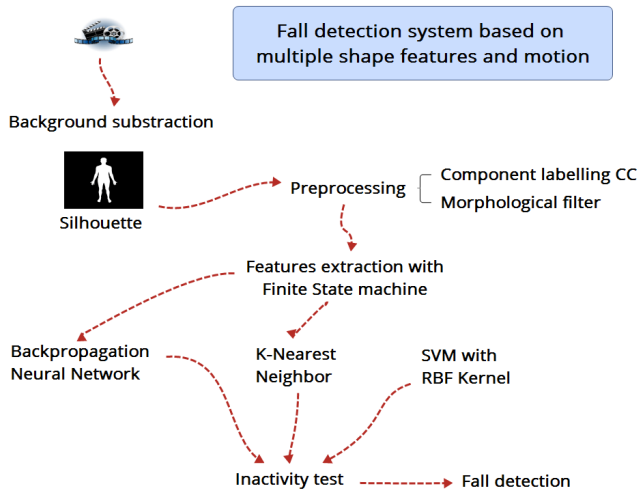 Fall detection system based on
multiple shape features and motion
Background substraction
Silhouette
Preprocessing
Component labelling CC
Morphological filter
Features extraction with
Finite State machine
Backpropagation
Neural Network
K-Nearest
Neighbor
SVM with
RBF Kernel
Inactivity test
Fall detection